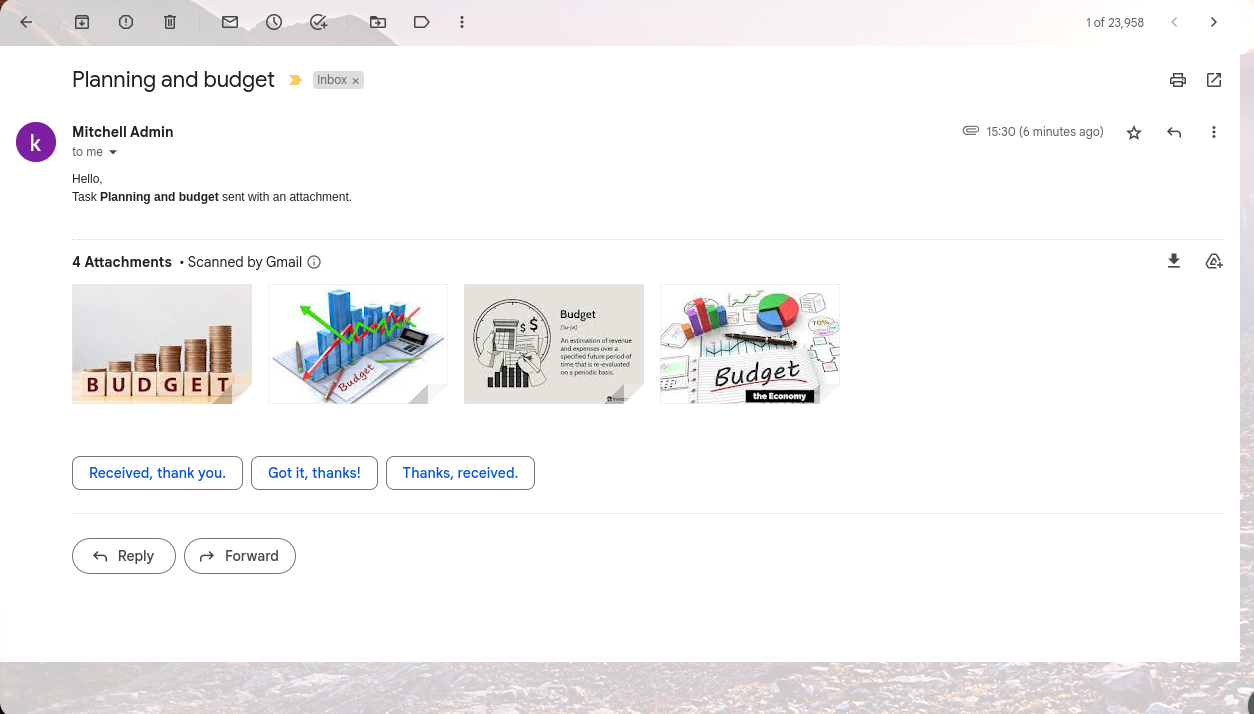 1 of 23,958
Planning and budget
Inbox ×
k
Mitchell Admin
15:30 (6 minutes ago)
to me
Hello,
Task Planning and budget sent with an attachment.
4 Attachments • Scanned by Gmail
BUDGET
Budget
Budget
An estimation of revenue
and expenses over a
specified future period of
time that is re-evaluated
on a periodic basis.
70%
Budget
the Economy
Received, thank you.
Got it, thanks!
Thanks, received.
Reply
Forward